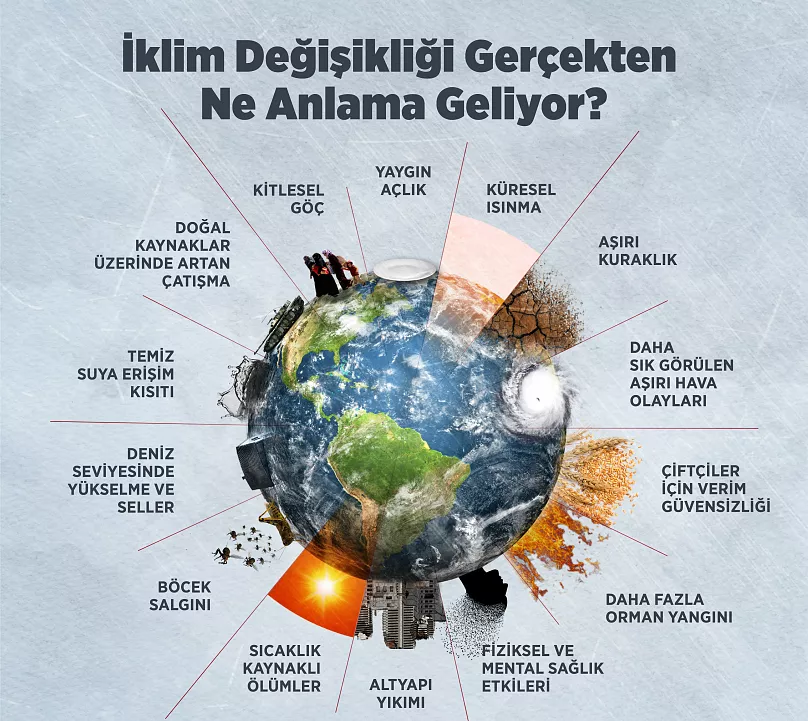 İklim Değişikliği Gerçekten
Ne Anlama Geliyor?
YAYGIN
AÇLIK
KÜRESEL
ISINMA
AŞIRI
KURAKLIK
DAHA
SIK GÖRÜLEN
AŞIRI HAVA
OLAYLARI
ÇİFTÇİLER
İÇİN VERİM
GÜVENSİZLİĞİ
DAHA FAZLA
ORMAN YANGINI
FİZİKSEL VE
MENTAL SAĞLIK
ETKİLERİ
ALTYAPI
YIKIMI
SICAKLIK
KAYNAKLI
ÖLÜMLER
BÖCEK
SALGINI
DENİZ
SEVİYESİNDE
YÜKSELME VE
SELLER
TEMİZ
SUYA ERİŞİM
KISITI
DOĞAL
KAYNAKLAR
ÜZERİNDE ARTAN
ÇATIŞMA
KİTLESEL
GÖÇ